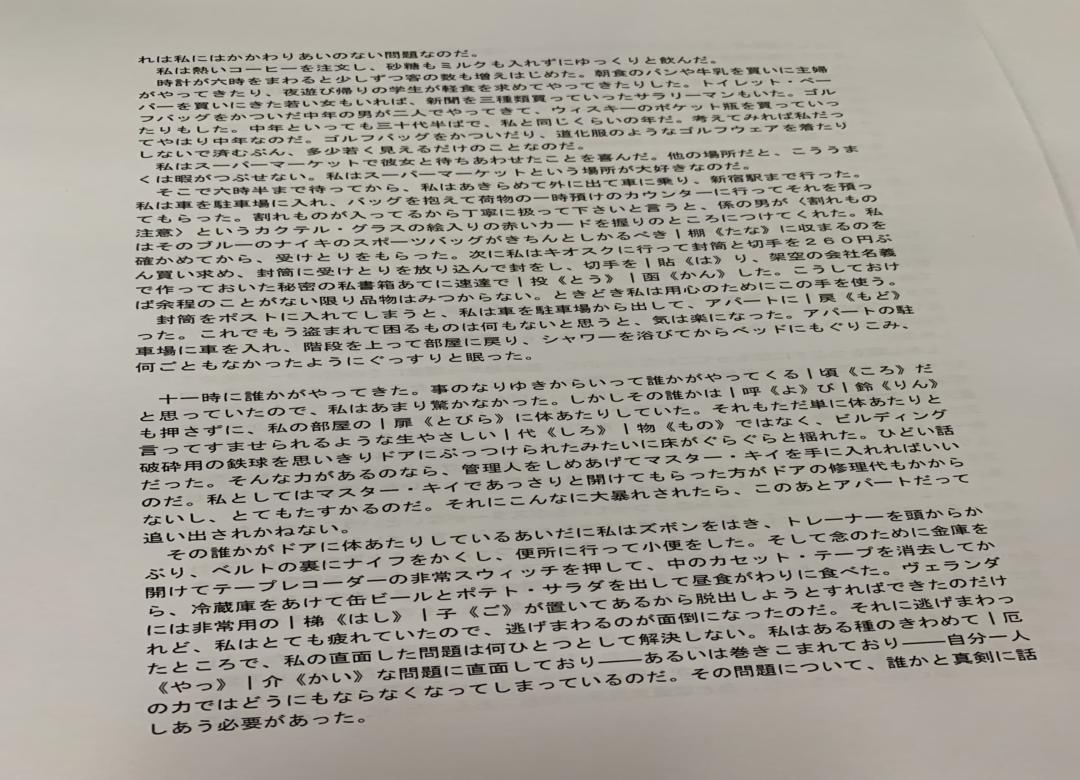 れは私にはかかわりあいのない問題なのだ。
　私は熱いコーヒーを注文し、砂糖もミルクも入れずにゆっくりと飲んだ。
　時計が六時をまわると少しずつ客の数も増えはじめた。朝食のパンや牛乳を買いに主婦
がやってきたり、夜遊び帰りの学生が軽食を求めてやってきたりした。トイレット・ペー
パーを買いにきた若い女もいれば、新聞を三種類買っていったサラリーマンもいた。ゴル
フバッグをかついだ中年の男が二人でやってきて、ウィスキーのポケット瓶を買っていっ
たりもした。中年といっても三十代半ばで、私と同じくらいの年だ。考えてみれば私だっ
てやはり中年なのだ。ゴルフバッグをかついだり、道化服のようなゴルフウェアを着たり
しないで済むぶん、多少若く見えるだけのことなのだ。
　私はスーパーマーケットで彼女と待ちあわせたことを喜んだ。他の場所だと、こううま
くは暇がつぶせない。私はスーパーマーケットという場所が大好きなのだ。
　そこで六時半まで待ってから、私はあきらめて外に出て車に乗り、新宿駅まで行った。
私は車を駐車場に入れ、バッグを抱えて荷物の一時預けのカウンターに行ってそれを預っ
てもらった。割れものが入ってるから丁寧に扱って下さいと言うと、係の男が〈割れもの
注意〉というカクテル・グラスの絵入りの赤いカードを握りのところにつけてくれた。私
はそのブルーのナイキのスポーツバッグがきちんとしかるべき｜棚《たな》に収まるのを
確かめてから、受けとりをもらった。次に私はキオスクに行って封筒と切手を２６０円ぶ
ん買い求め、封筒に受けとりを放り込んで封をし、切手を｜貼《は》り、架空の会社名義
で作っておいた秘密の私書箱あてに速達で｜投《とう》｜函《かん》した。こうしておけ
ば余程のことがない限り品物はみつからない。ときどき私は用心のためにこの手を使う。
　封筒をポストに入れてしまうと、私は車を駐車場から出して、アパートに｜戻《もど》
った。これでもう盗まれて困るものは何もないと思うと、気は楽になった。アパートの駐
車場に車を入れ、階段を上って部屋に戻り、シャワーを浴びてからベッドにもぐりこみ、
何ごともなかったようにぐっすりと眠った。
　十一時に誰かがやってきた。事のなりゆきからいって誰かがやってくる｜頃《ころ》だ
と思っていたので、私はあまり驚かなかった。しかしその誰かは｜呼《よ》び｜鈴《りん》
も押さずに、私の部屋の｜扉《とびら》に体あたりしていた。それもただ単に体あたりと
言ってすませられるような生やさしい｜代《しろ》｜物《もの》ではなく、ビルディング
破砕用の鉄球を思いきりドアにぶっつけられたみたいに床がぐらぐらと揺れた。ひどい話
だった。そんな力があるのなら、管理人をしめあげてマスター・キイを手に入れればいい
のだ。私としてはマスター・キイであっさりと開けてもらった方がドアの修理代もかから
ないし、とてもたすかるのだ。それにこんなに大暴れされたら、このあとアパートだって
追い出されかねない。
　その誰かがドアに体あたりしているあいだに私はズボンをはき、トレーナーを頭からか
ぶり、ベルトの裏にナイフをかくし、便所に行って小便をした。そして念のために金庫を
開けてテープレコーダーの非常スウィッチを押して、中のカセット・テープを消去してか
ら、冷蔵庫をあけて缶ビールとポテト・サラダを出して昼食がわりに食べた。ヴェランダ
には非常用の｜梯《はし》｜子《ご》が置いてあるから脱出しようとすればできたのだけ
れど、私はとても疲れていたので、逃げまわるのが面倒になったのだ。それに逃げまわっ
たところで、私の直面した問題は何ひとつとして解決しない。私はある種のきわめて｜厄
《やっ》｜介《かい》な問題に直面しており――あるいは巻きこまれており――自分一人
の力ではどうにもならなくなってしまっているのだ。その問題について、誰かと真剣に話
しあう必要があった。